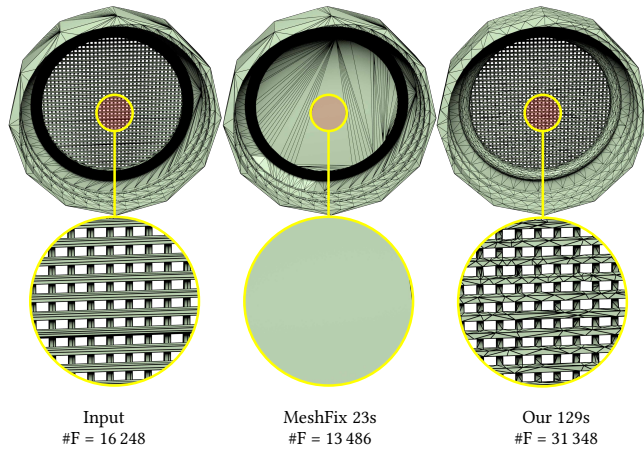 Input
#F = 16 248
MeshFix 23s
#F = 13 486
Our 129s
#F = 31 348